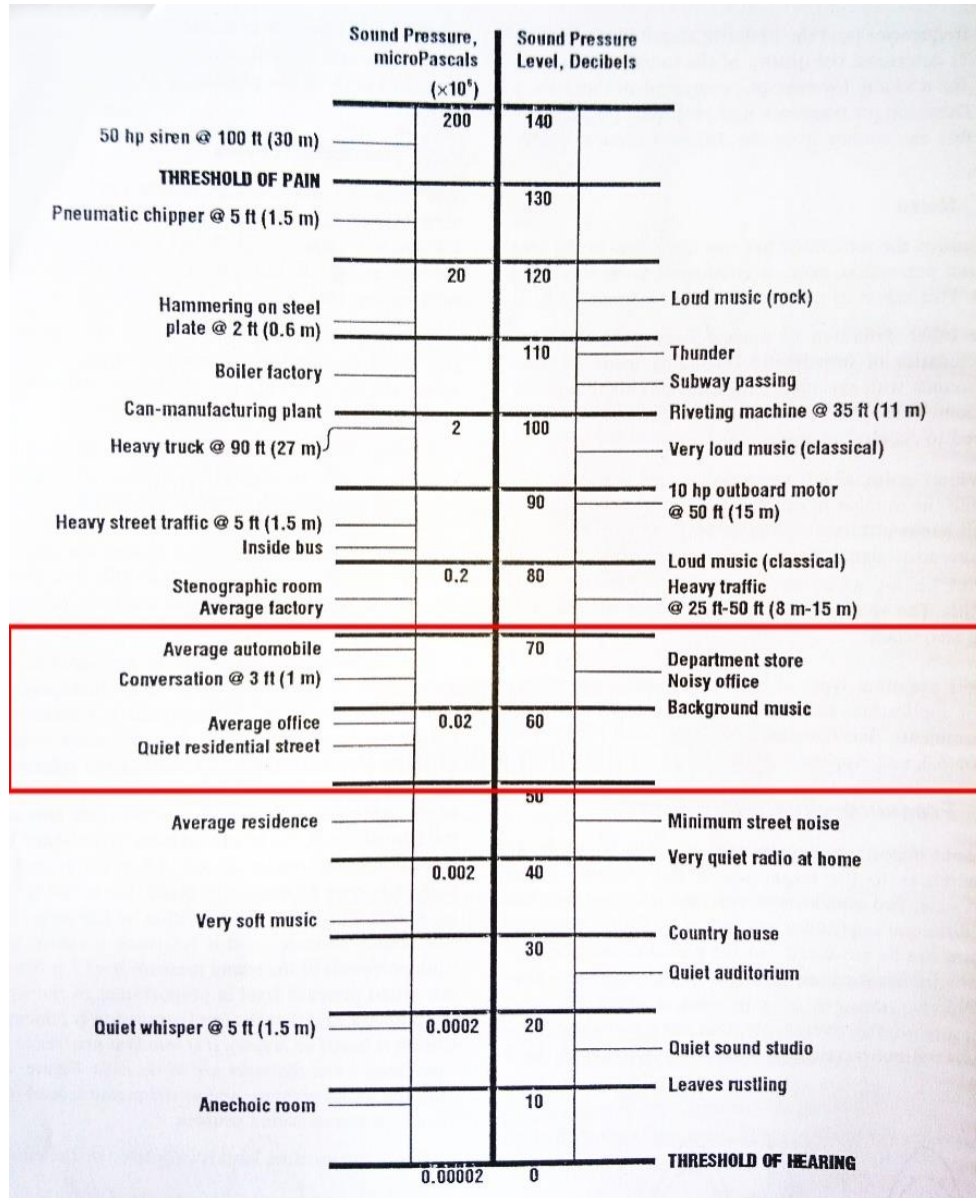 Sound Pressure,
microPascals
(×10⁶)
Sound Pressure
Level, Decibels
200 140
50 hp siren @ 100 ft (30 m)
THRESHOLD OF PAIN
130
Pneumatic chipper @ 5 ft (1.5 m)
20 120
Loud music (rock)
Hammering on steel
plate @ 2 ft (0.6 m)
110
Thunder
Boiler factory
Subway passing
Can-manufacturing plant
Riveting machine @ 35 ft (11 m)
2 100
Heavy truck @ 90 ft (27 m)
Very loud music (classical)
90
10 hp outboard motor
@ 50 ft (15 m)
Heavy street traffic @ 5 ft (1.5 m)
Inside bus
Loud music (classical)
0.2 80
Stenographic room
Average factory
Heavy traffic
@ 25 ft-50 ft (8 m-15 m)
Average automobile
70
Conversation @ 3 ft (1 m)
Department store
Noisy office
Background music
Average office
0.02 60
Quiet residential street
50
Average residence
Minimum street noise
Very quiet radio at home
0.002 40
Very soft music
Country house
30
Quiet auditorium
Quiet whisper @ 5 ft (1.5 m)
0.0002 20
Quiet sound studio
Leaves rustling
Anechoic room
10
THRESHOLD OF HEARING
0.00002 0